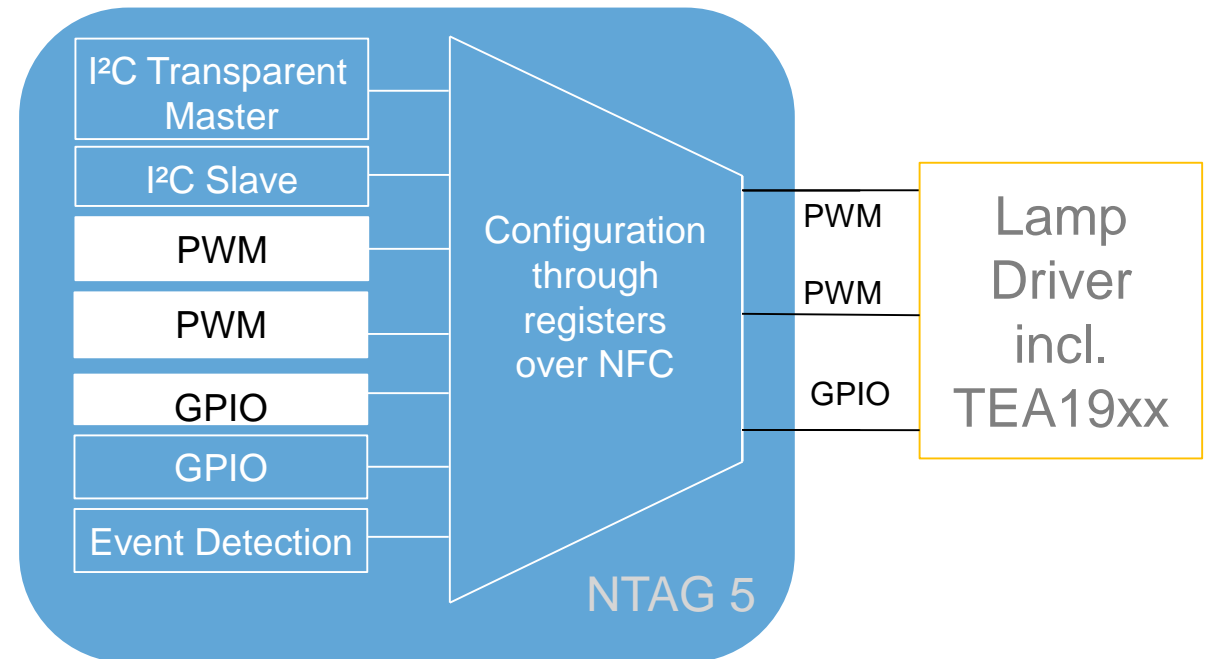 I²C Transparent
Master
I²C Slave
PWM
PWM
GPIO
GPIO
Event Detection
Configuration
through
registers
over NFC
NTAG 5
PWM
PWM
GPIO
Lamp
Driver
incl.
TEA19xx